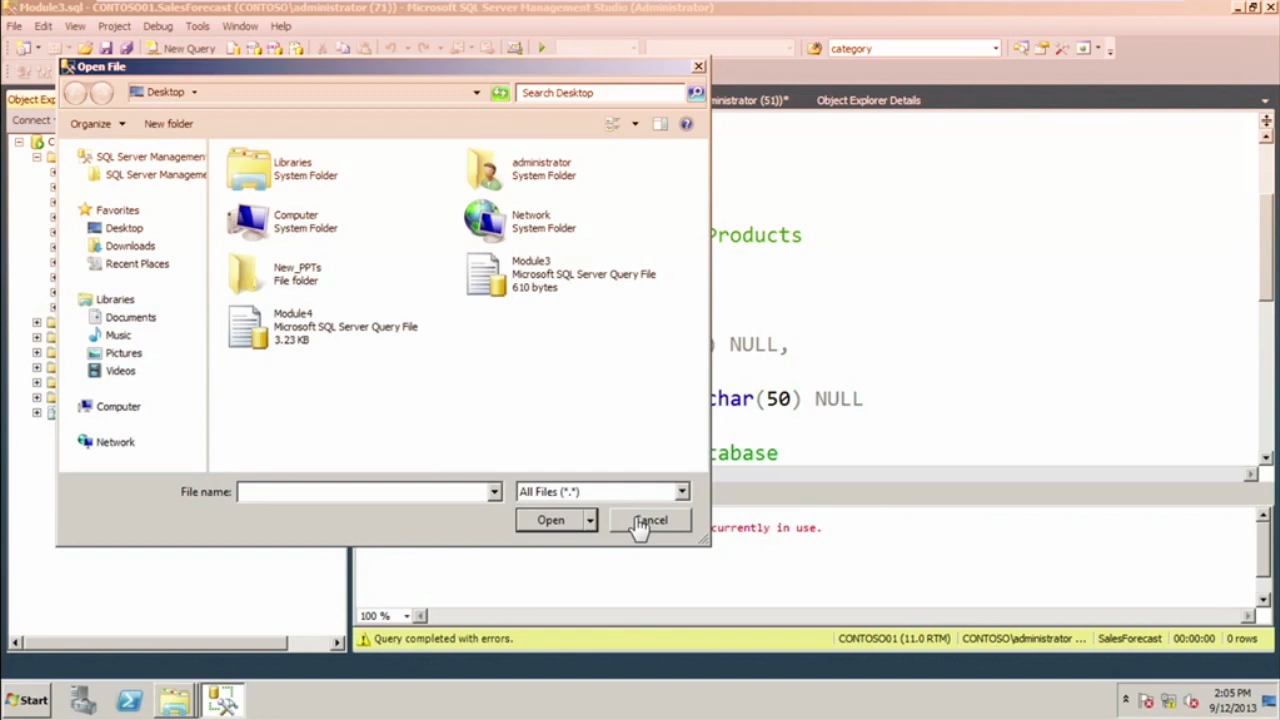 Module3.sql - CONTOSO01.SalesForecast (CONTOSO\administrator (71)) - Microsoft SQL Server Management Studio (Administrator)
File Edit View Project Debug Tools Window Help
New Query
category
Open File
Desktop
Search Desktop
Organize
New folder
Object Exp
ministrator (51))*
Object Explorer Details
Connect
SQL Server Management
SQL Server Manageme
Favorites
Desktop
Downloads
Recent Places
Libraries
Documents
Music
Pictures
Videos
Computer
Network
Libraries
System Folder
administrator
System Folder
Computer
System Folder
Network
System Folder
New_PPTs
File folder
Module3
Microsoft SQL Server Query File
610 bytes
Module4
Microsoft SQL Server Query File
3.23 KB
File name:
All Files (*.*)
Open
Cancel
Products
) NULL,
char(50) NULL
tabase
currently in use.
100 %
Query completed with errors.
CONTOSO01 (11.0 RTM)
CONTOSO\administrator ...
SalesForecast
00:00:00
0 rows
Start
2:05 PM
9/12/2013